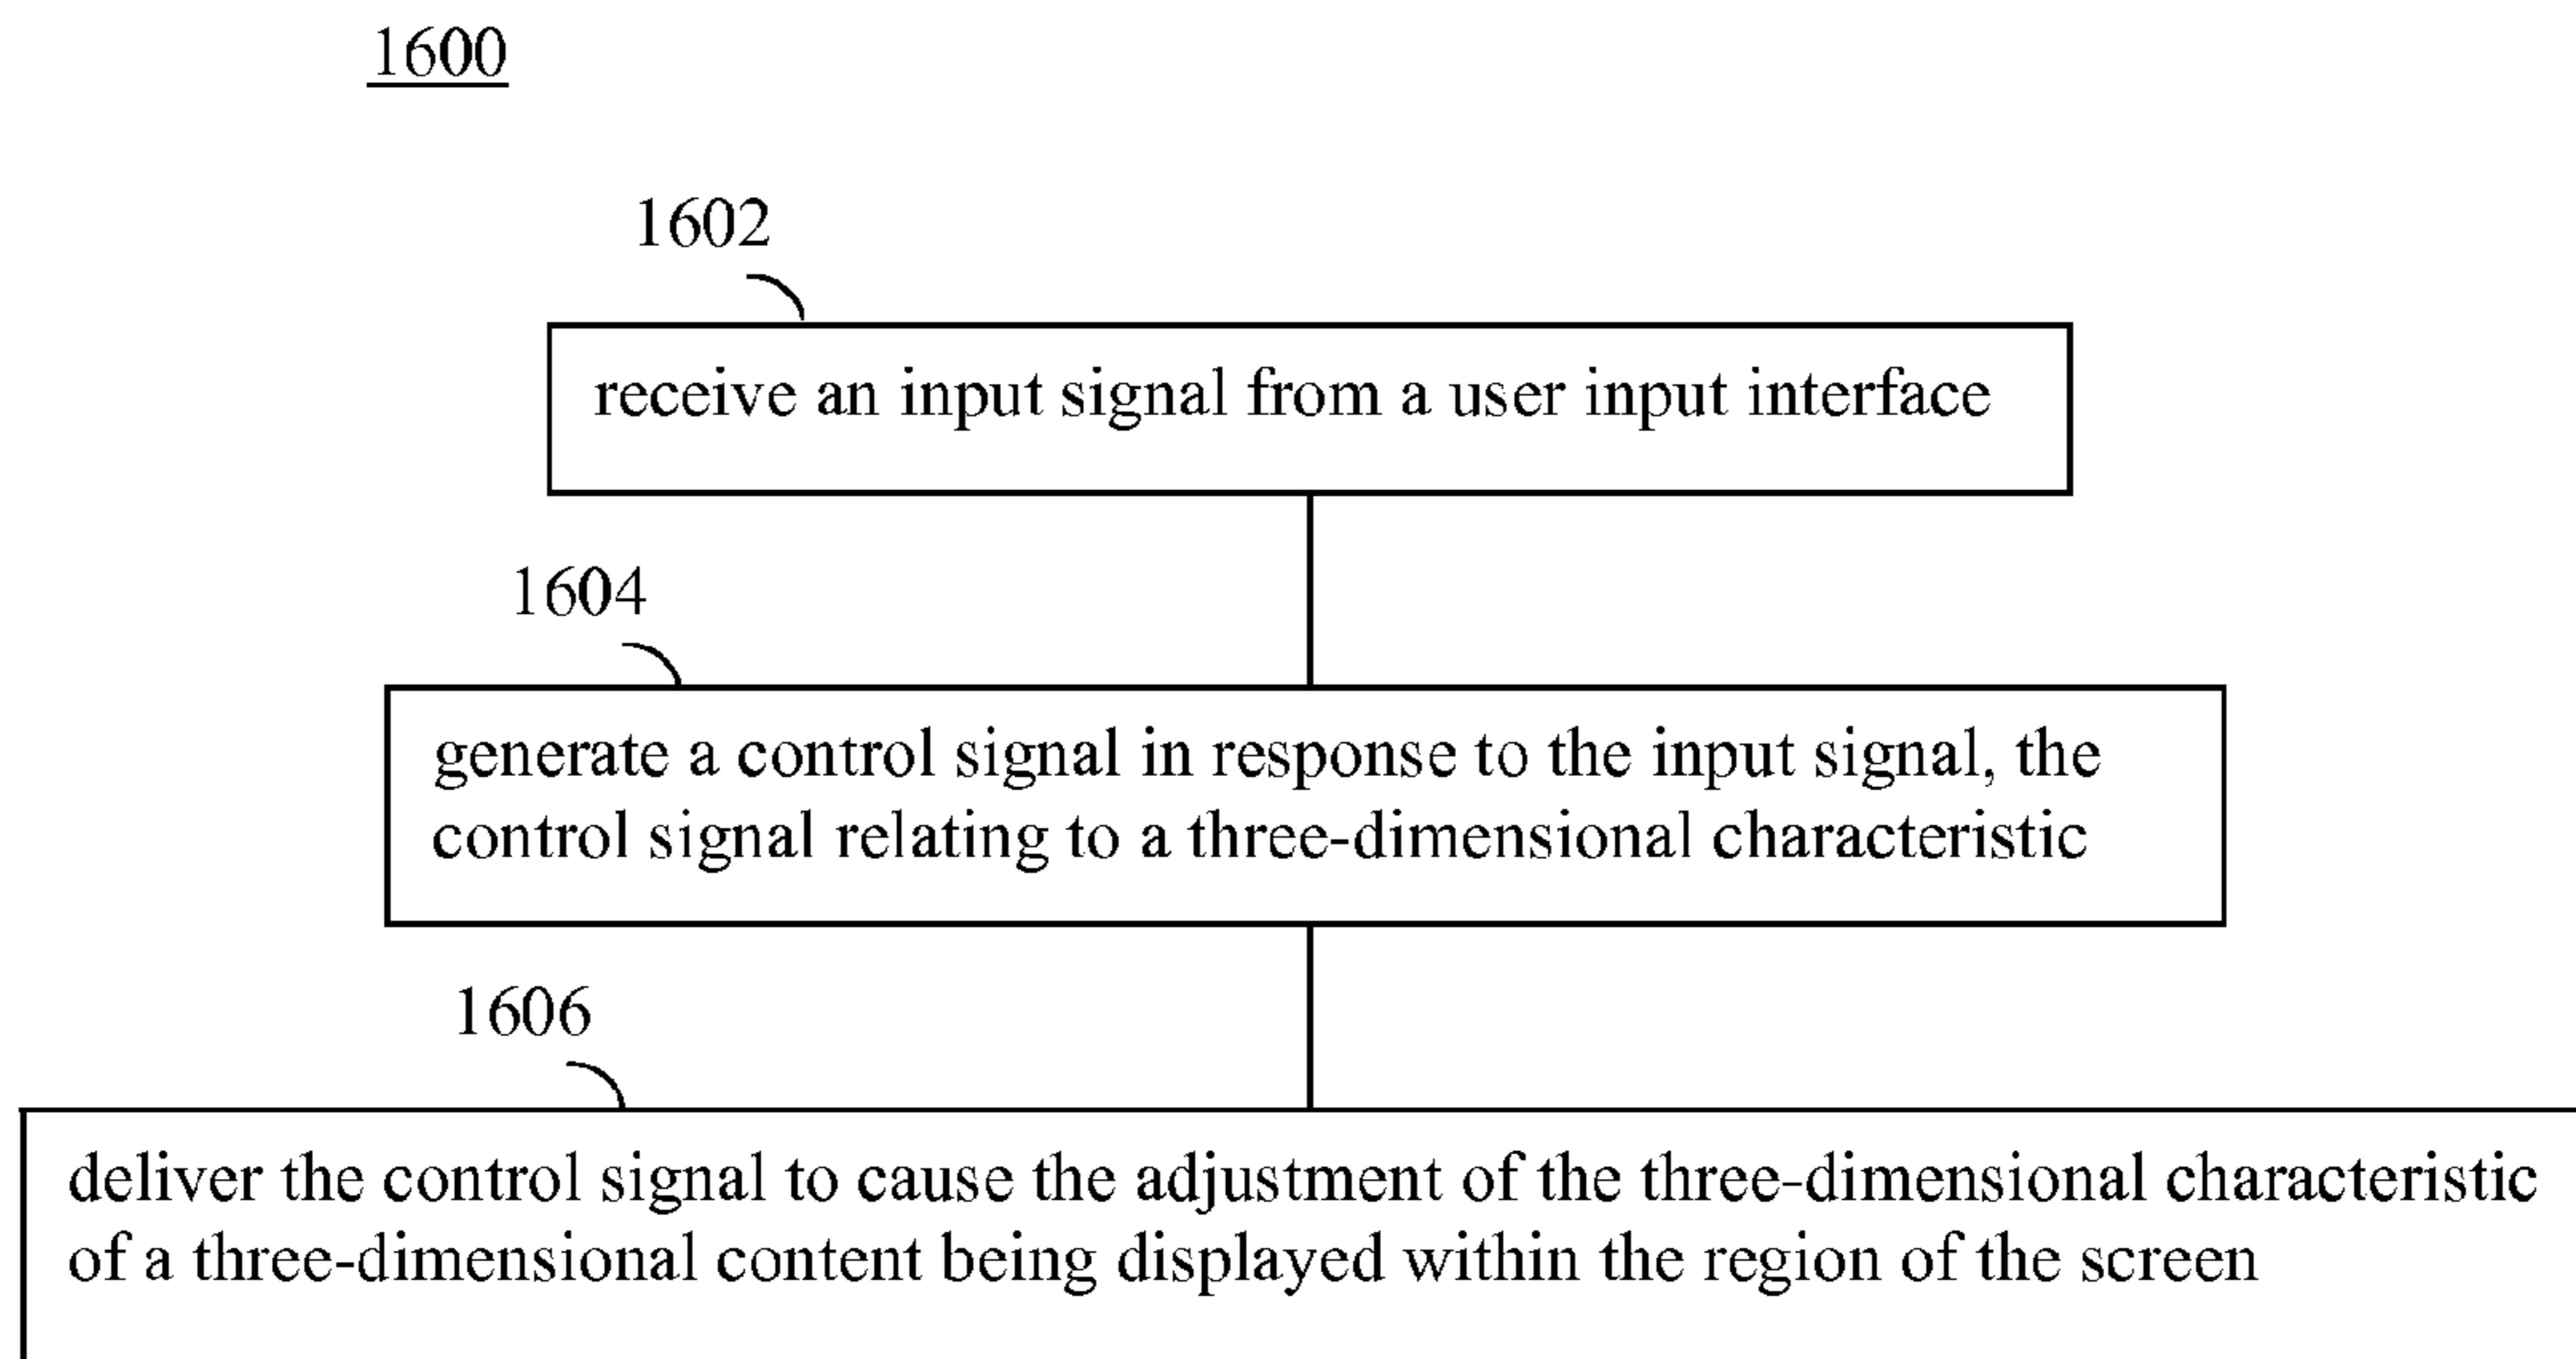 1600
1602
receive an input signal from a user input interface
1604
generate a control signal in response to the input signal, the
control signal relating to a three-dimensional characteristic
1606
deliver the control signal to cause the adjustment of the three-dimensional characteristic
of a three-dimensional content being displayed within the region of the screen